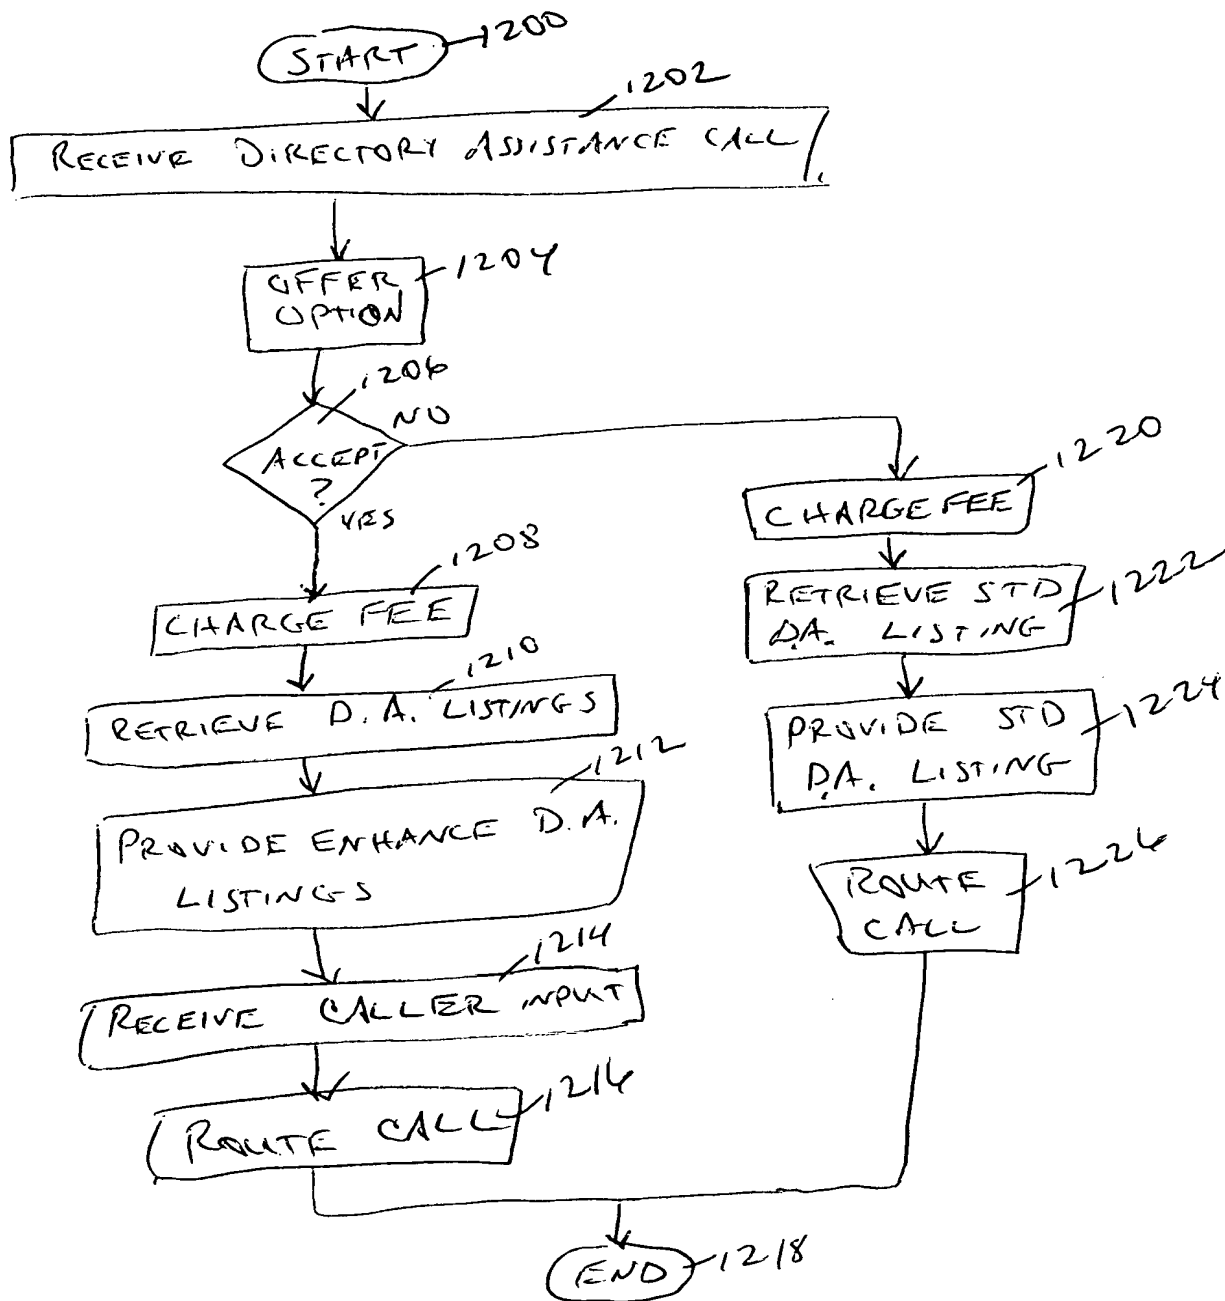 START
1200
1202
RECEIVE DIRECTORY ASSISTANCE CALL
OFFER
OPTION
1204
1206
NO
ACCEPT
?
YES
1208
CHARGE FEE
1210
RETRIEVE D.A. LISTINGS
1212
PROVIDE ENHANCE D.A.
LISTINGS
1214
RECEIVE CALLER INPUT
ROUTE CALL
1216
1220
CHARGE FEE
RETRIEVE STD
D.A. LISTING
1222
PROVIDE STD
D.A. LISTING
1224
ROUTE
CALL
1226
END
1218